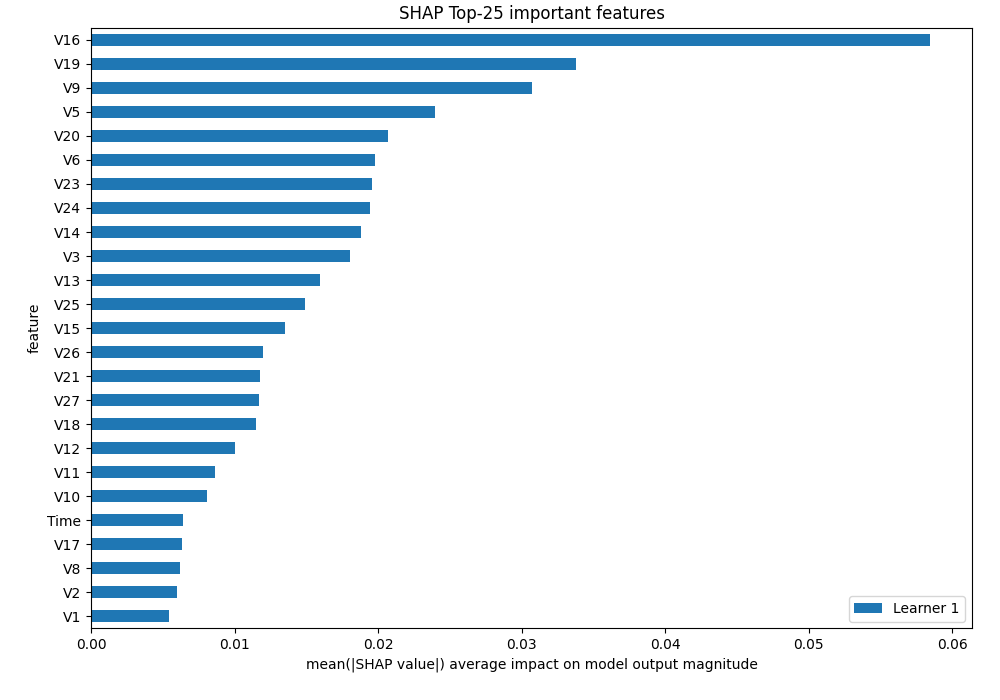 SHAP Top-25 important features
V16
V19
V9
V5
V20
V6
V23
V24
V14
V3
V13
V25
V15
V26
V21
V27
V18
V12
V11
V10
Time
V17
V8
V2
V1
feature
Learner 1
0.00 0.01 0.02 0.03 0.04 0.05 0.06
mean(|SHAP value|) average impact on model output magnitude